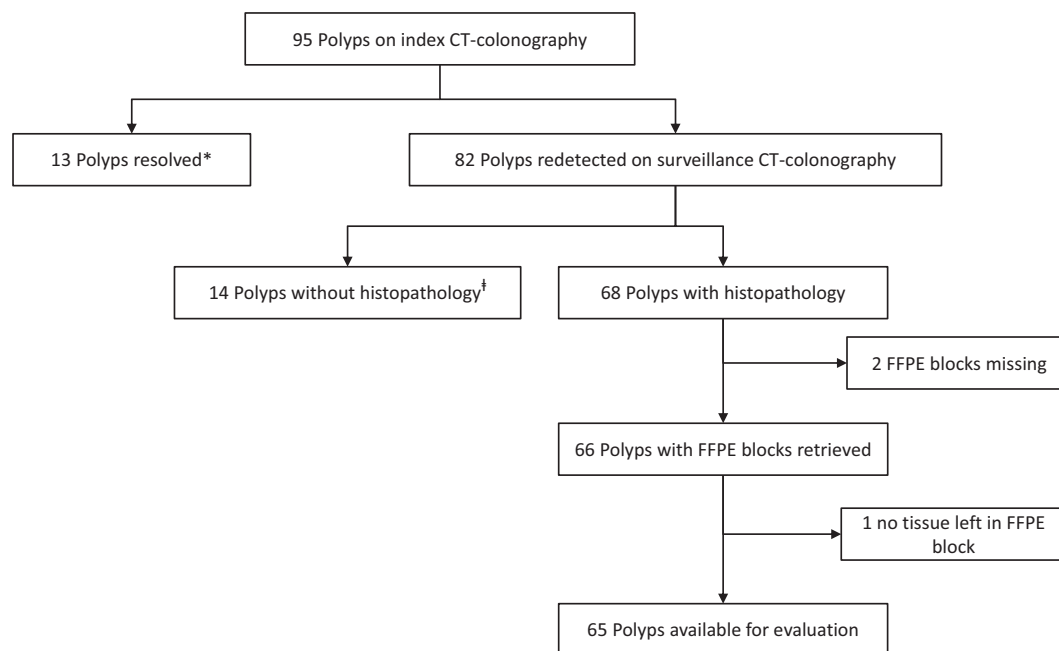 95 Polyps on index CT-colonography
13 Polyps resolved*
82 Polyps redetected on surveillance CT-colonography
14 Polyps without histopathologyǂ
68 Polyps with histopathology
2 FFPE blocks missing
66 Polyps with FFPE blocks retrieved
1 no tissue left in FFPE
block
65 Polyps available for evaluation